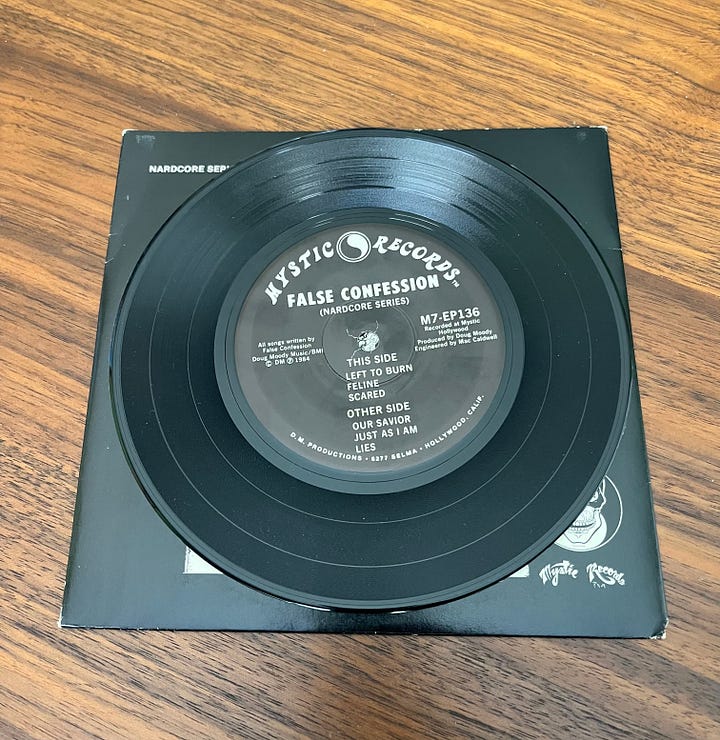 NARDCORE SERI
MYSTIC RECORDS™
FALSE CONFESSION
(NARDCORE SERIES)
All songs written by
False Confession
Doug Moody Music/BMI
© DM ℗ 1984
M7-EP136
Recorded at Mystic
Hollywood
Produced by Doug Moody
Engineered by Mac Caldwell
THIS SIDE
LEFT TO BURN
FELINE
SCARED
OTHER SIDE
OUR SAVIOR
JUST AS I AM
LIES
D.M. PRODUCTIONS • 6277 SELMA • HOLLYWOOD, CALIF.
Mystic Records